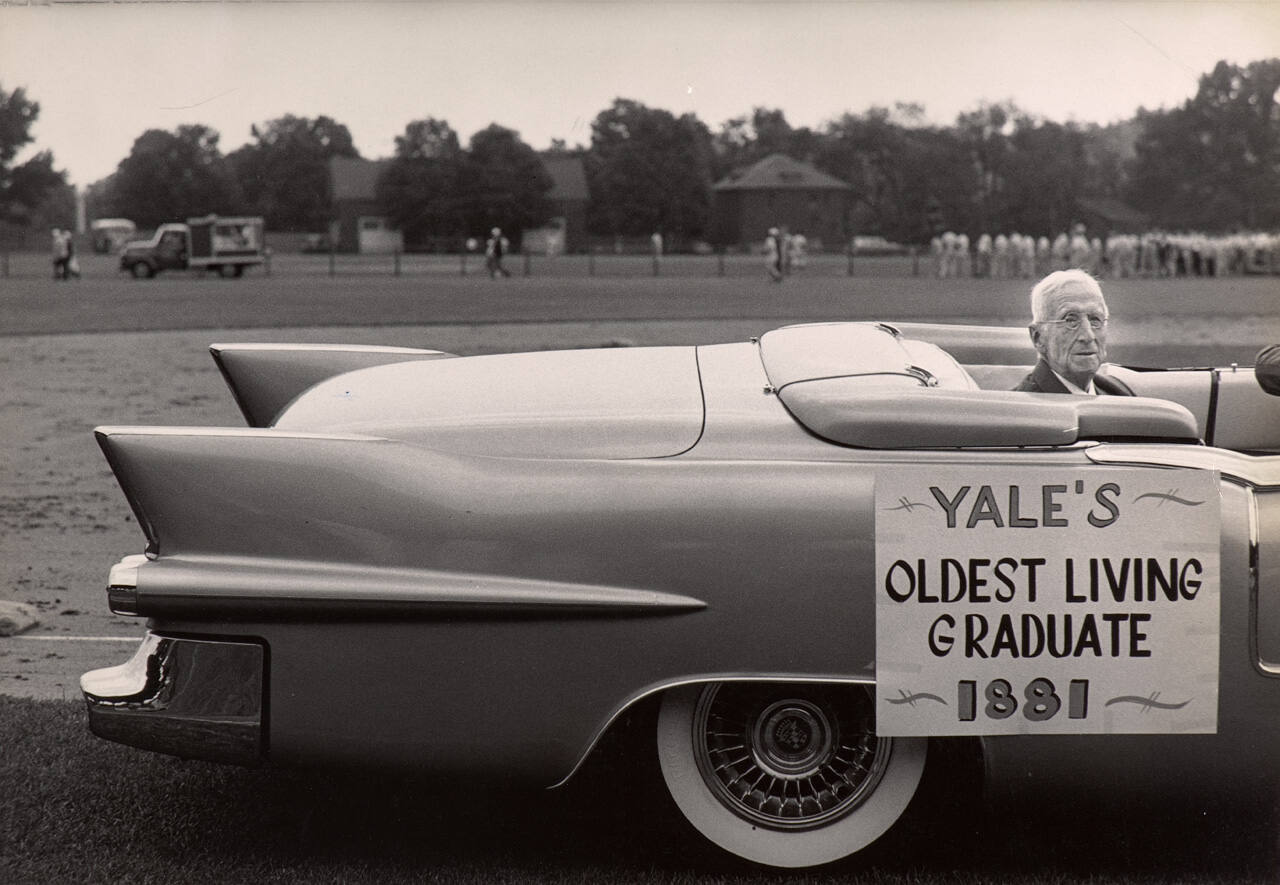 YALE'S
OLDEST LIVING
GRADUATE
1881